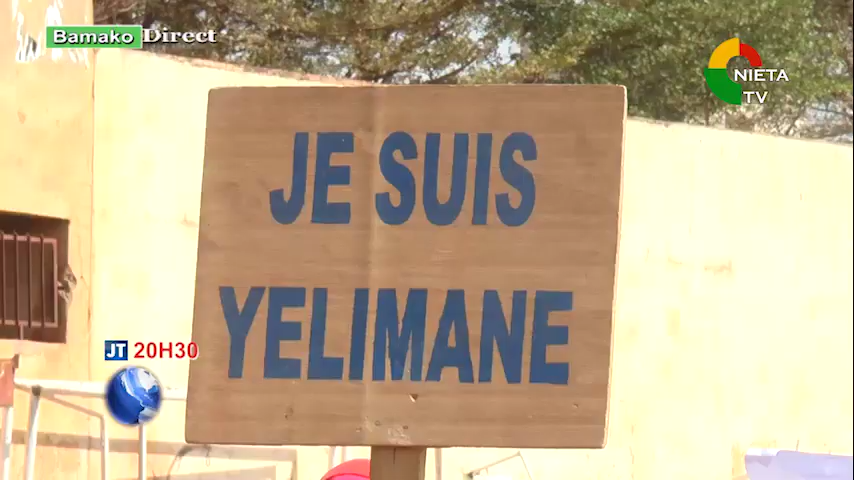 Bamako Direct
NIETA
TV
JE SUIS
YELIMANE
JT 20H30